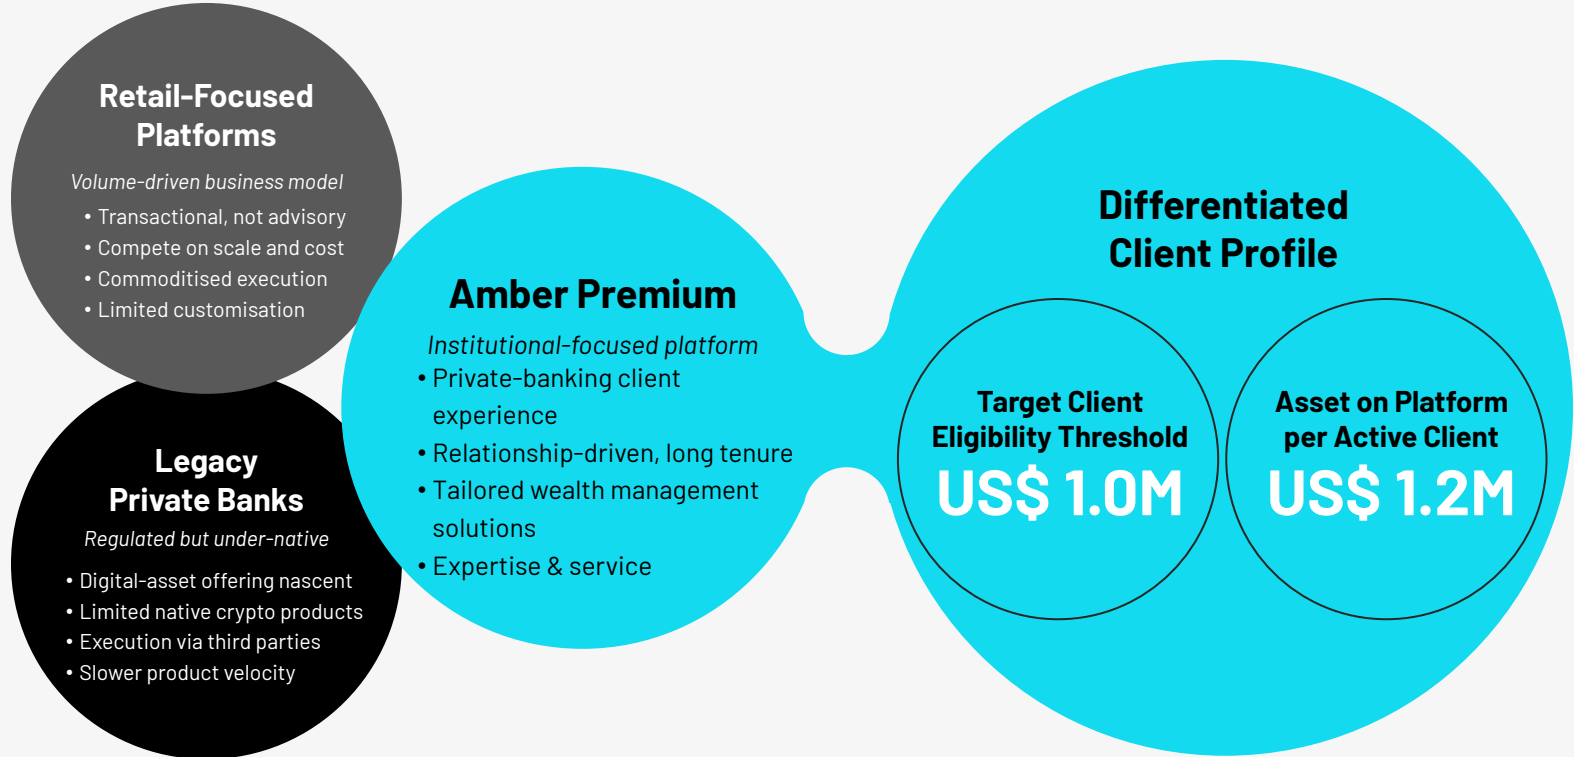 Retail-Focused
Platforms
Volume-driven business model
• Transactional, not advisory
• Compete on scale and cost
• Commoditised execution
• Limited customisation
Legacy
Private Banks
Regulated but under-native
• Digital-asset offering nascent
• Limited native crypto products
• Execution via third parties
• Slower product velocity
Amber Premium
Institutional-focused platform
• Private-banking client
experience
• Relationship-driven, long tenure
• Tailored wealth management
solutions
• Expertise & service
Differentiated
Client Profile
Target Client
Eligibility Threshold
US$ 1.0M
Asset on Platform
per Active Client
US$ 1.2M